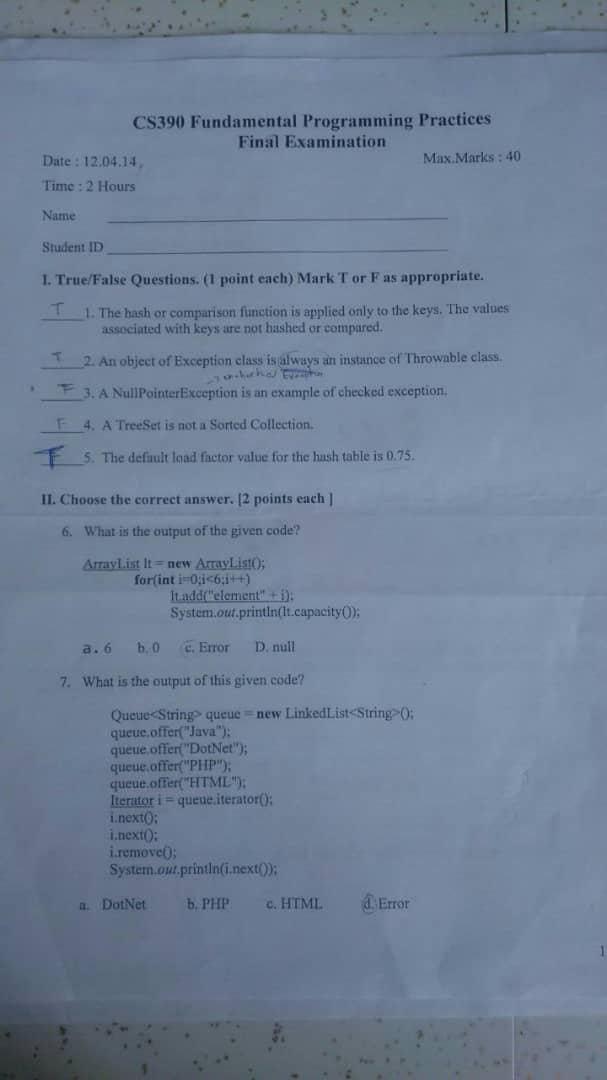 CS390 Fundamental Programming Practices
Final Examination
Date : 12.04.14
Max.Marks : 40
Time : 2 Hours
Name
Student ID
I. True/False Questions. (1 point each) Mark T or F as appropriate.
T 1. The hash or comparison function is applied only to the keys. The values
associated with keys are not hashed or compared.
T 2. An object of Exception class is always an instance of Throwable class.
F 3. A NullPointerException is an example of checked exception.
F 4. A TreeSet is not a Sorted Collection.
F 5. The default load factor value for the hash table is 0.75.
II. Choose the correct answer. [2 points each ]
6. What is the output of the given code?
ArrayList lt = new ArrayList();
for(int i=0;i<6;i++)
lt.add("element" + i);
System.out.println(lt.capacity());
a. 6 b. 0 c. Error D. null
7. What is the output of this given code?
Queue<String> queue = new LinkedList<String>();
queue.offer("Java");
queue.offer("DotNet");
queue.offer("PHP");
queue.offer("HTML");
Iterator i = queue.iterator();
i.next();
i.next();
i.remove();
System.out.println(i.next());
a. DotNet b. PHP c. HTML d. Error
1